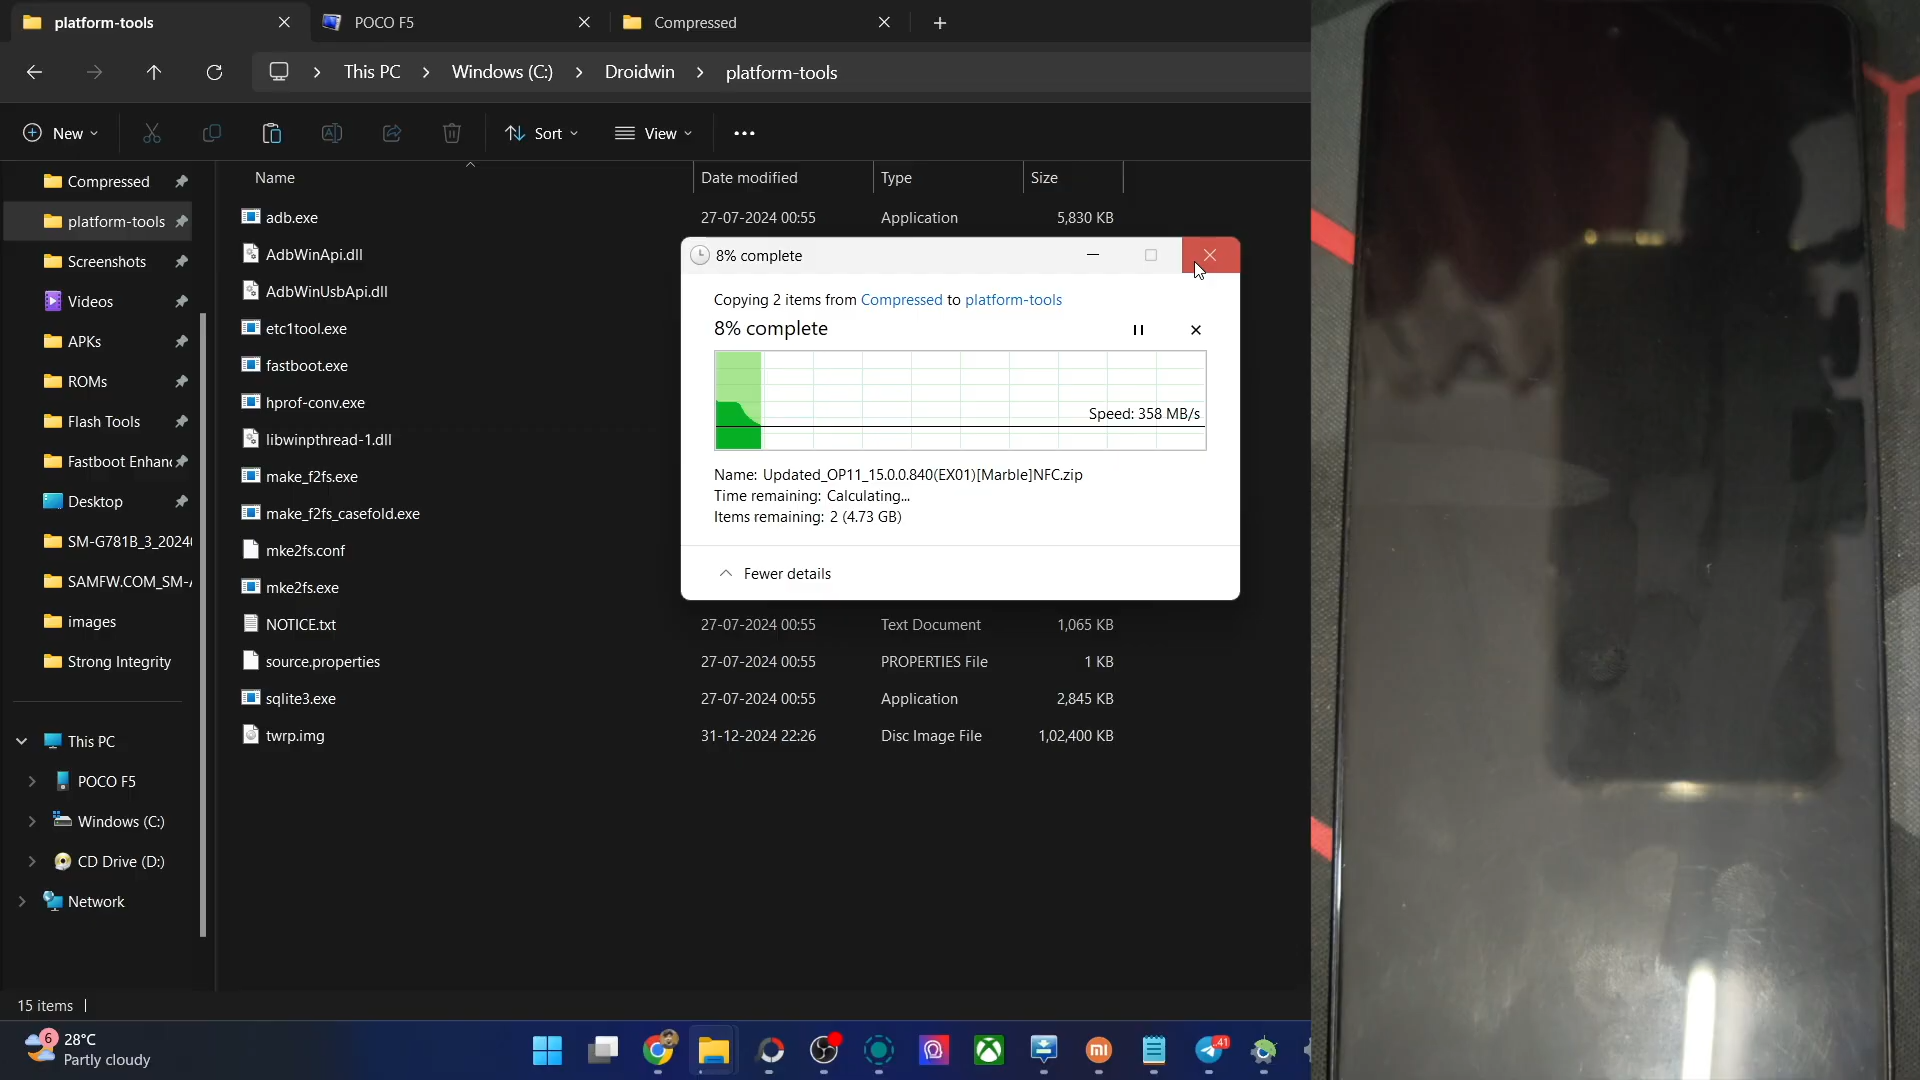 platform-tools
POCO F5
Compressed
This PC
Windows (C:)
Droidwin
platform-tools
New
Sort
View
Compressed
platform-tools
Screenshots
Videos
APKs
ROMs
Flash Tools
Fastboot Enhanc
Desktop
SM-G781B_3_2024
SAMFW.COM_SM-
images
Strong Integrity
This PC
POCO F5
Windows (C:)
CD Drive (D:)
Network
Name Date modified Type Size
adb.exe 27-07-2024 00:55 Application 5,830 KB
AdbWinApi.dll
AdbWinUsbApi.dll
etc1tool.exe
fastboot.exe
hprof-conv.exe
libwinpthread-1.dll
make_f2fs.exe
make_f2fs_casefold.exe
mke2fs.conf
mke2fs.exe
NOTICE.txt 27-07-2024 00:55 Text Document 1,065 KB
source.properties 27-07-2024 00:55 PROPERTIES File 1 KB
sqlite3.exe 27-07-2024 00:55 Application 2,845 KB
twrp.img 31-12-2024 22:26 Disc Image File 1,02,400 KB
8% complete
Copying 2 items from Compressed to platform-tools
8% complete
Speed: 358 MB/s
Name: Updated_OP11_15.0.0.840(EX01)[Marble]NFC.zip
Time remaining: Calculating...
Items remaining: 2 (4.73 GB)
Fewer details
15 items
6
28°C
Partly cloudy
mi
41